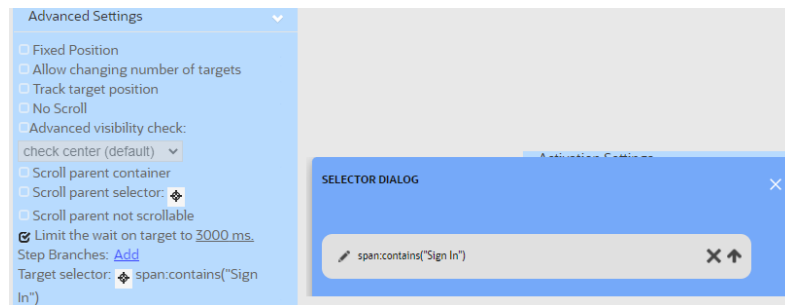 Advanced Settings
Fixed Position
Allow changing number of targets
Track target position
No Scroll
Advanced visibility check:
check center (default)
Scroll parent container
Scroll parent selector:
Scroll parent not scrollable
Limit the wait on target to 3000 ms.
Step Branches: Add
Target selector: span:contains("Sign
In")
Activation Settings
SELECTOR DIALOG
span:contains("Sign In")